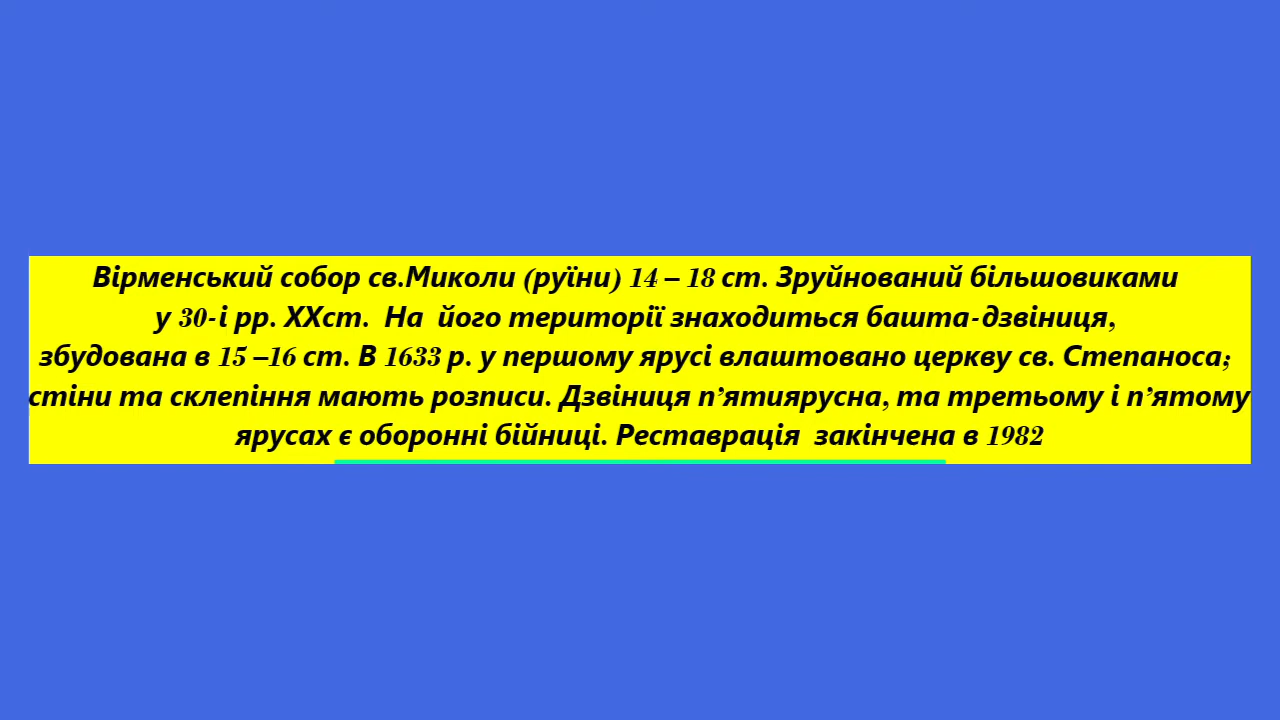 Вірменський собор св.Миколи (руїни) 14 – 18 ст. Зруйнований більшовиками
у 30-і рр. ХХст.  На  його території знаходиться башта-дзвіниця,
збудована в 15 –16 ст. В 1633 р. у першому ярусі влаштовано церкву св. Степаноса;
стіни та склепіння мають розписи. Дзвіниця п’ятиярусна, та третьому і п’ятому
ярусах є оборонні бійниці. Реставрація  закінчена в 1982